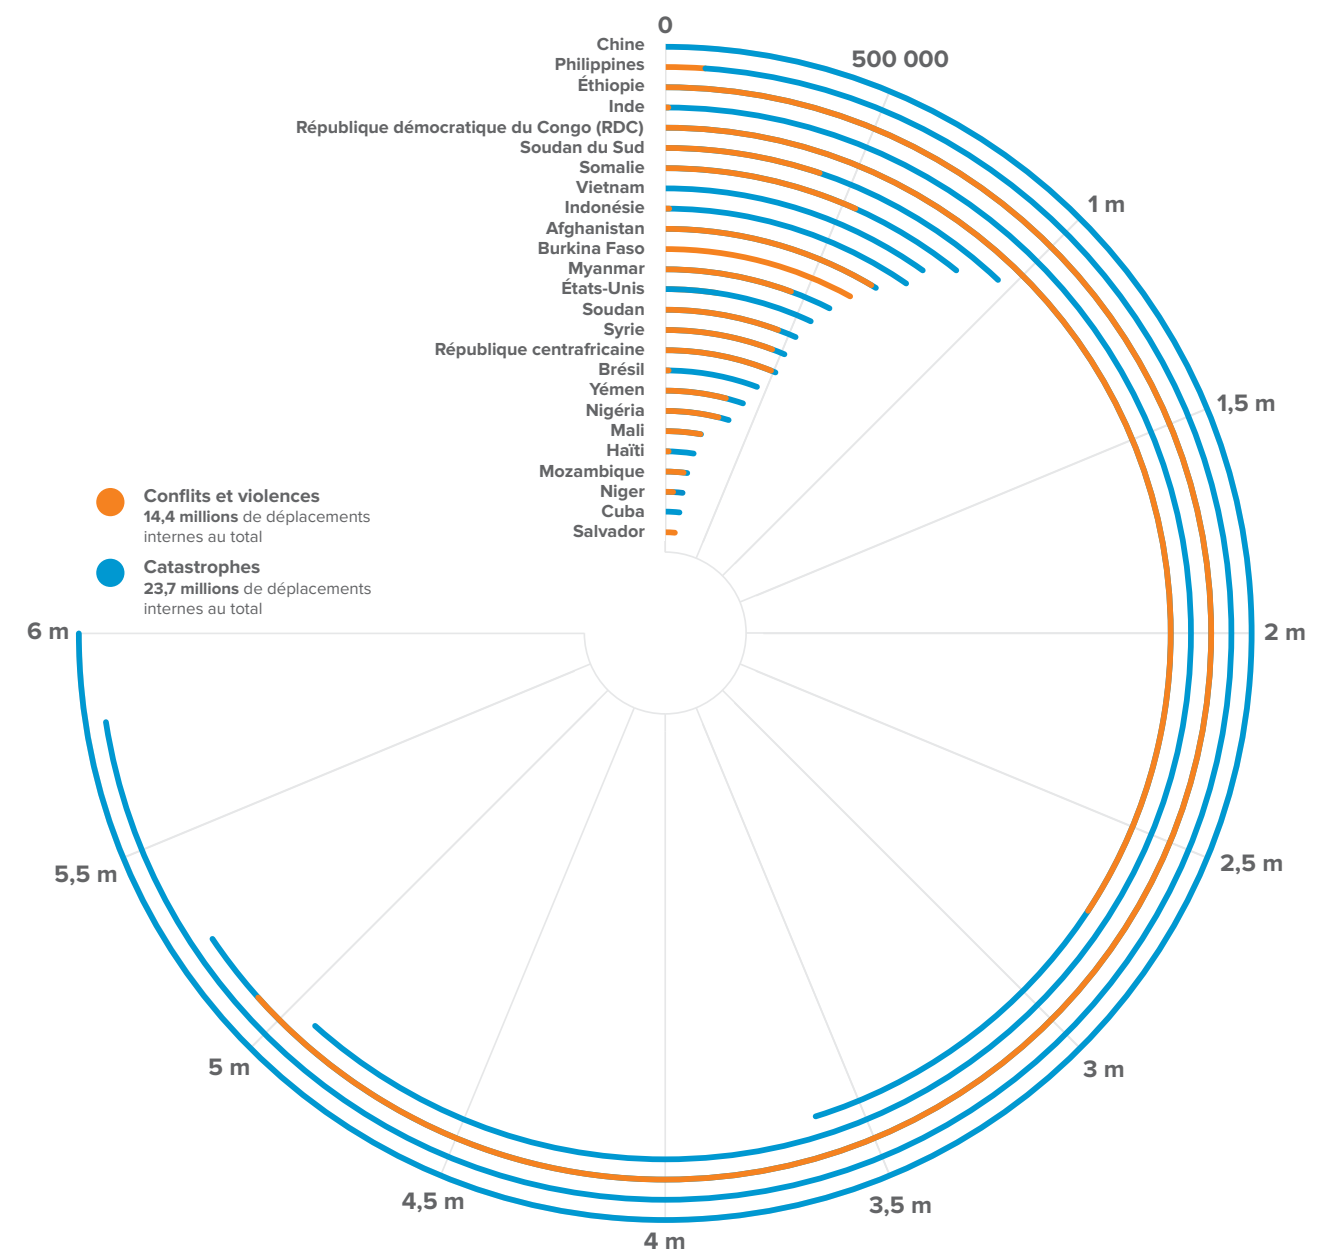 0
Chine
500 000
Philippines
Éthiopie
Inde
République démocratique du Congo (RDC)
Soudan du Sud
Somalie
Vietnam
1 m
Indonésie
Afghanistan
Burkina Faso
Myanmar
États-Unis
Soudan
Syrie
République centrafricaine
Brésil
Yémen
1,5 m
Nigéria
Mali
Haïti
Mozambique
Niger
Cuba
Salvador
Conflits et violences
14,4 millions de déplacements
internes au total
Catastrophes
23,7 millions de déplacements
internes au total
6 m
2 m
5,5 m
2,5 m
5 m
3 m
4,5 m
3,5 m
4 m